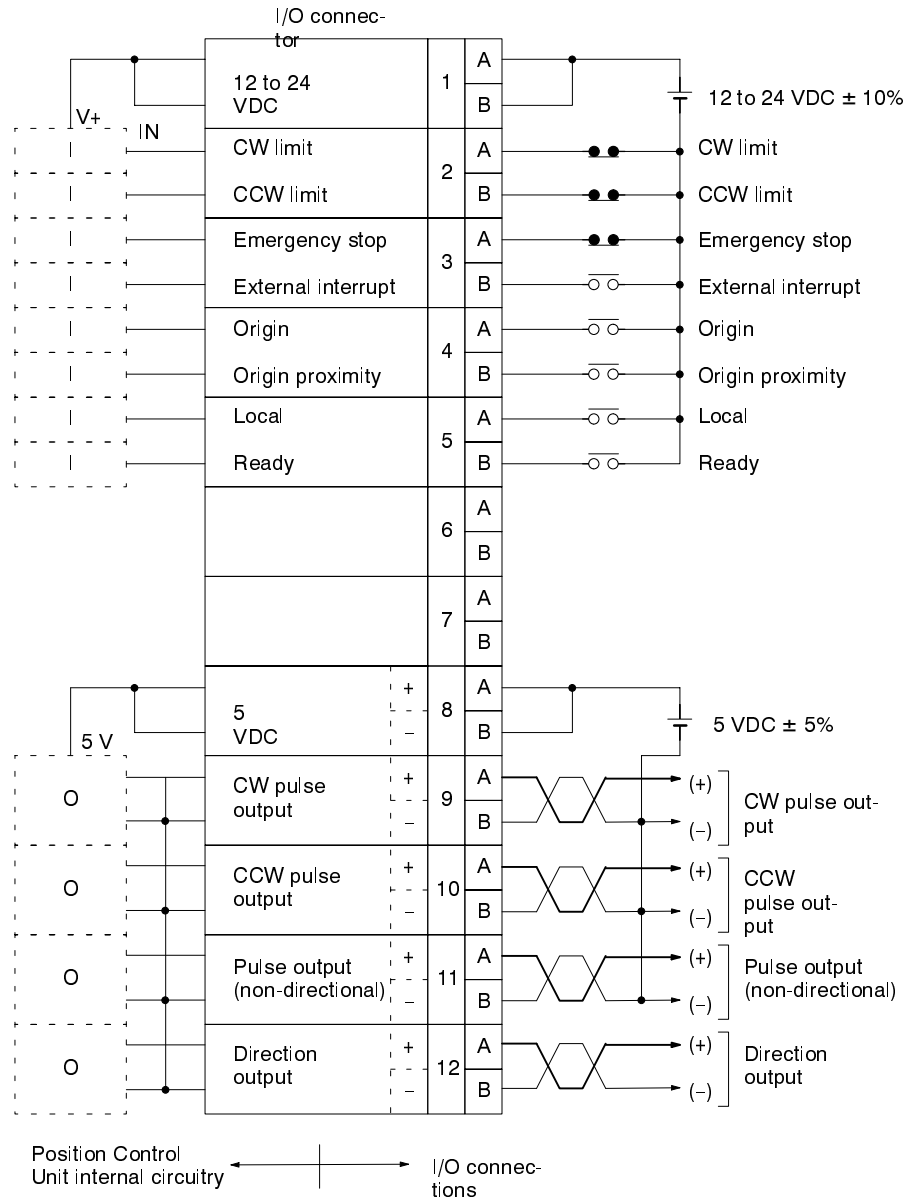 I/O connec-
tor
12 to 24
VDC
1
A
B
12 to 24 VDC ± 10%
V+
IN
I
CW limit
2
A
CW limit
I
CCW limit
B
CCW limit
I
Emergency stop
3
A
Emergency stop
I
External interrupt
B
External interrupt
I
Origin
4
A
Origin
I
Origin proximity
B
Origin proximity
I
Local
5
A
Local
I
Ready
B
Ready
6
A
B
7
A
B
5
VDC
+
−
8
A
B
5 VDC ± 5%
5 V
O
CW pulse
output
+
−
9
A
B
(+)
(−)
CW pulse out-
put
O
CCW pulse
output
+
−
10
A
B
(+)
(−)
CCW
pulse out-
put
O
Pulse output
(non-directional)
+
−
11
A
B
(+)
(−)
Pulse output
(non-directional)
O
Direction
output
+
−
12
A
B
(+)
(−)
Direction
output
Position Control
Unit internal circuitry
I/O connec-
tions